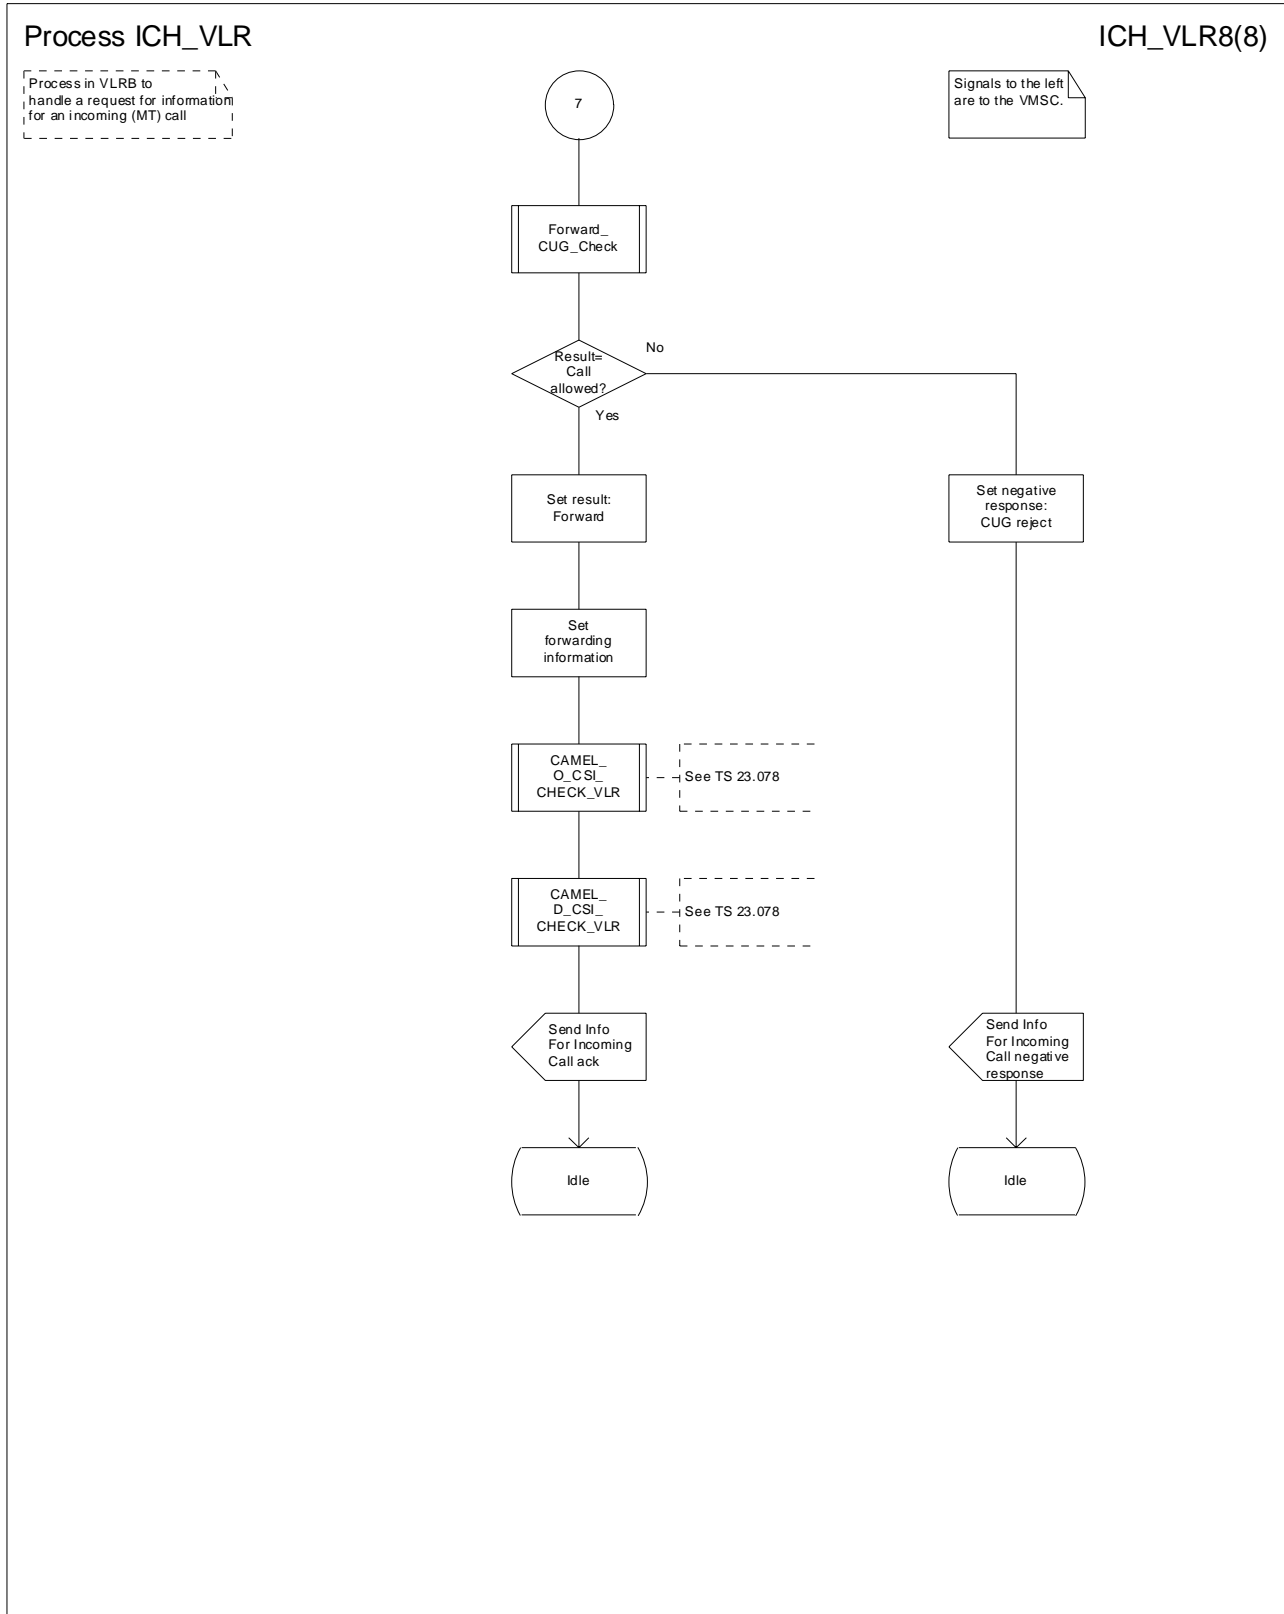 Process ICH_VLR
ICH_VLR8(8)
Process in VLRB to
handle a request for information
for an incoming (MT) call
7
Signals to the left
are to the VMSC.
Forward_
CUG_Check
Result=
Call
allowed?
No
Yes
Set result:
Forward
Set negative
response:
CUG reject
Set
forwarding
information
CAMEL_
O_CSI_
CHECK_VLR
See TS 23.078
CAMEL_
D_CSI_
CHECK_VLR
See TS 23.078
Send Info
For Incoming
Call ack
Send Info
For Incoming
Call negative
response
Idle
Idle